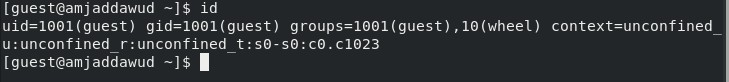 [guest@amjaddawud ~]$ id
uid=1001(guest) gid=1001(guest) groups=1001(guest),10(wheel) context=unconfined_
u:unconfined_r:unconfined_t:s0-s0:c0.c1023
[guest@amjaddawud ~]$